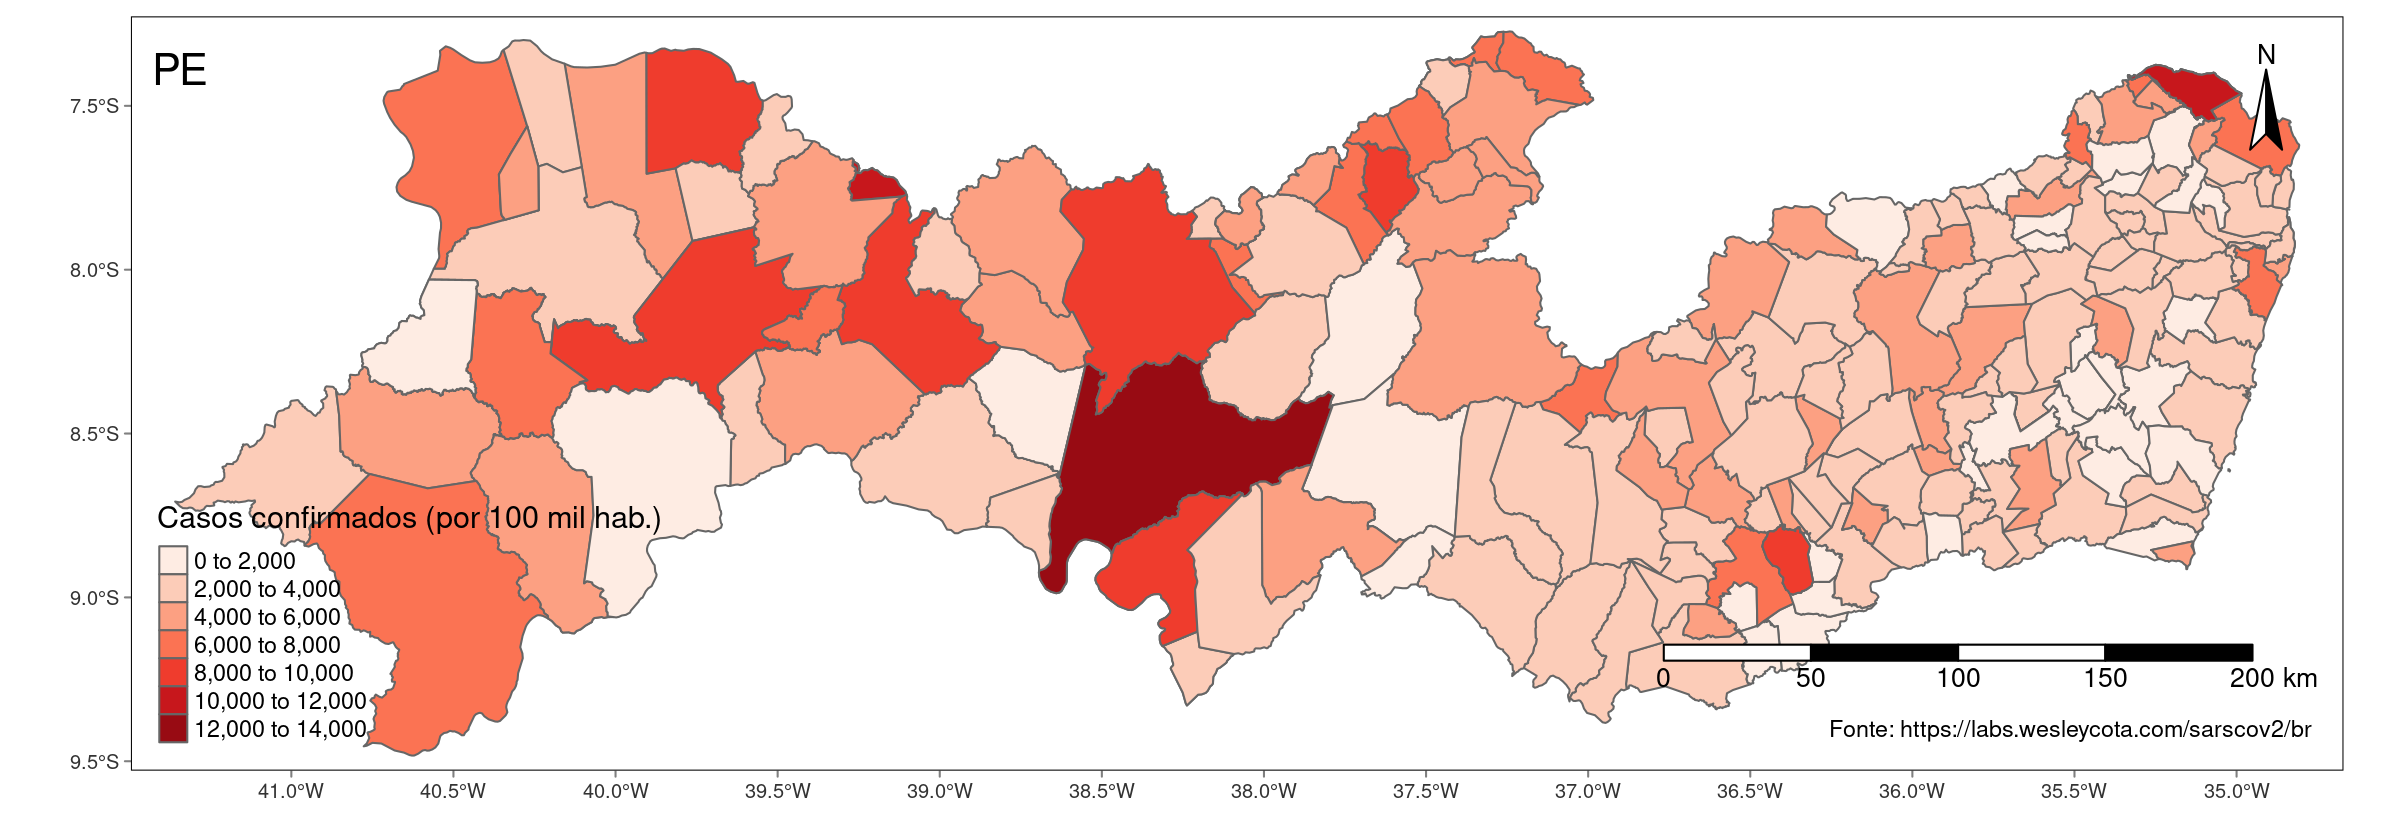 PE
N
7.5°S
8.0°S
8.5°S
9.0°S
9.5°S
Casos confirmados (por 100 mil hab.)
0 to 2,000
2,000 to 4,000
4,000 to 6,000
6,000 to 8,000
8,000 to 10,000
10,000 to 12,000
12,000 to 14,000
0 50 100 150 200 km
Fonte: https://labs.wesleycota.com/sarscov2/br
41.0°W 40.5°W 40.0°W 39.5°W 39.0°W 38.5°W 38.0°W 37.5°W 37.0°W 36.5°W 36.0°W 35.5°W 35.0°W